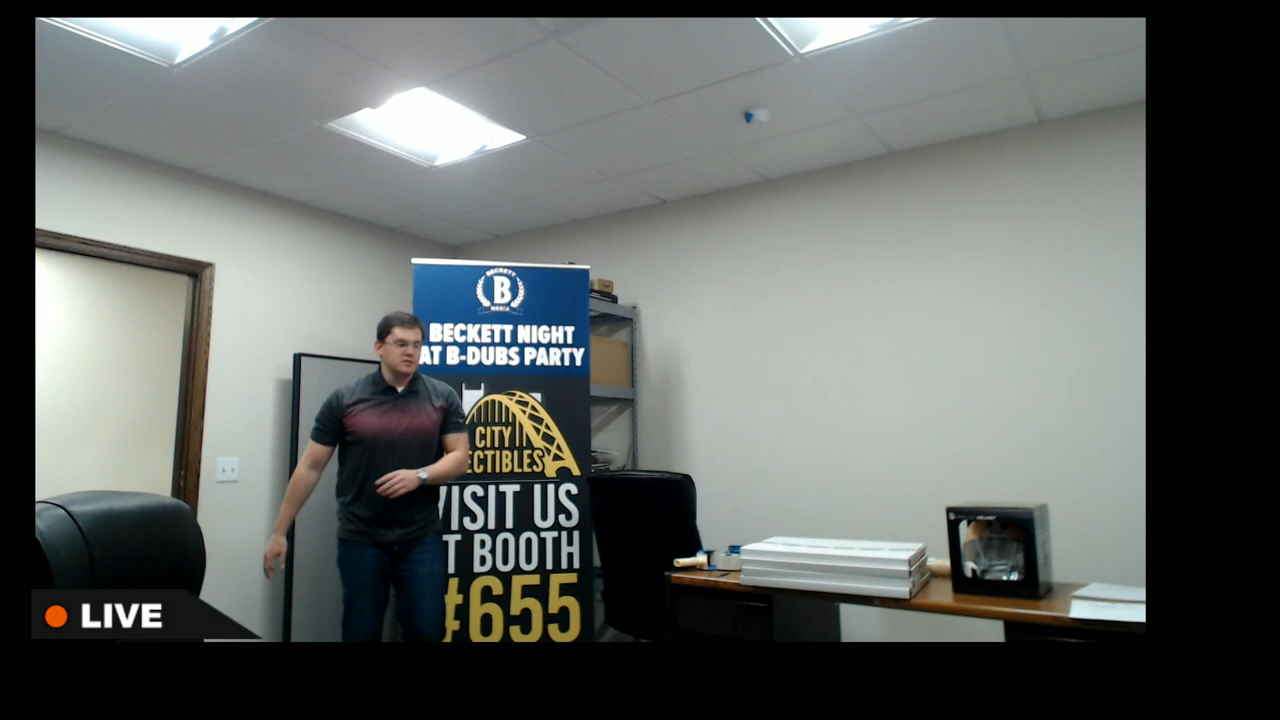 BECKETT
B
MEDIA
BECKETT NIGHT
AT B-DUBS PARTY
CITY
ECTIBLES
VISIT US
T BOOTH
#655
LIVE